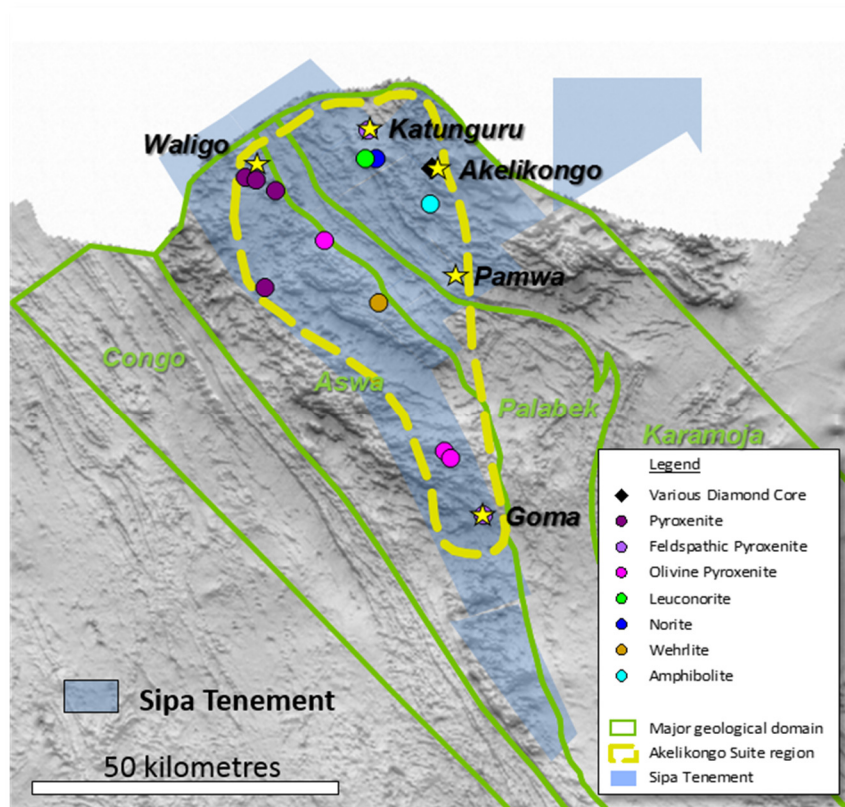 Waligo
Katunguru
Akelikongo
Pamwa
Congo
Aswa
Palabek
Karamoja
Goma
Legend
Various Diamond Core
Pyroxenite
Feldspathic Pyroxenite
Olivine Pyroxenite
Leuconorite
Norite
Wehrlite
Amphibolite
Major geological domain
Akelikongo Suite region
Sipa Tenement
Sipa Tenement
50 kilometres